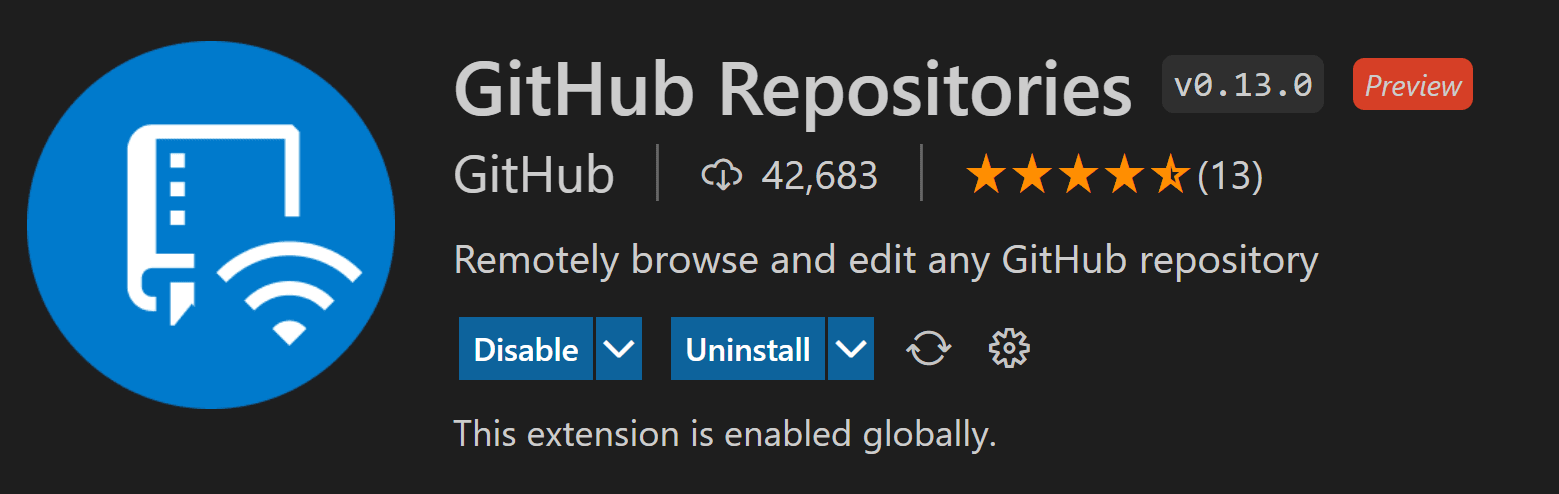 GitHub Repositories v0.13.0 Preview
GitHub 42,683 (13)
Remotely browse and edit any GitHub repository
Disable Uninstall
This extension is enabled globally.